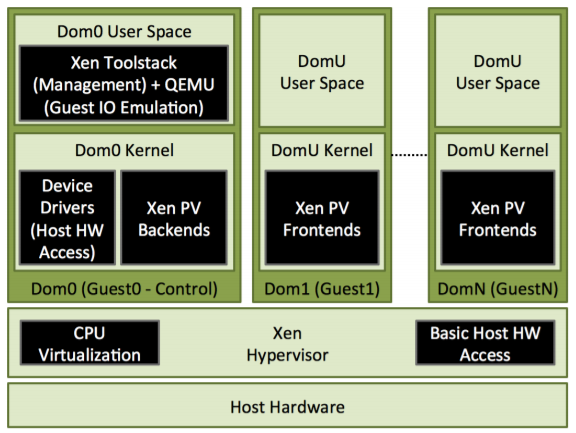 Dom0 User Space
Xen Toolstack
(Management) + QEMU
(Guest IO Emulation)
Dom0 Kernel
Device
Drivers
(Host HW
Access)
Xen PV
Backends
Dom0 (Guest0 - Control)
DomU
User Space
DomU Kernel
Xen PV
Frontends
Dom1 (Guest1)
DomU
User Space
DomU Kernel
Xen PV
Frontends
DomN (GuestN)
CPU
Virtualization
Xen
Hypervisor
Basic Host HW
Access
Host Hardware